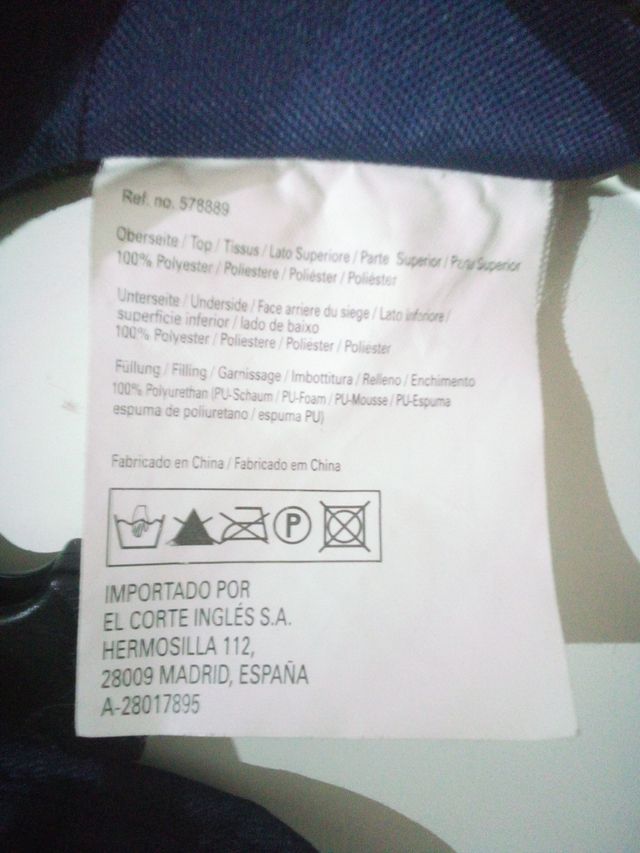 Ref. no. 578889
Oberseite / Top / Tissus / Lato Superiore / Parte Superior / Parte Superior
100% Polyester / Poliestere / Poliéster / Poliéster
Unterseite / Underside / Face arriere du siege / Lato inferiore /
superficie inferior / lado de baixo
100% Polyester / Poliestere / Poliéster / Poliester
Füllung / Filling / Garnissage / Imbottitura / Relleno / Enchimento
100% Polyurethan (PU-Schaum / PU-Foam / PU-Mousse / PU-Espuma
espuma de poliuretano / espuma PU)
Fabricado en China / Fabricado em China
P
IMPORTADO POR
EL CORTE INGLÉS S.A.
HERMOSILLA 112,
28009 MADRID, ESPAÑA
A-28017895